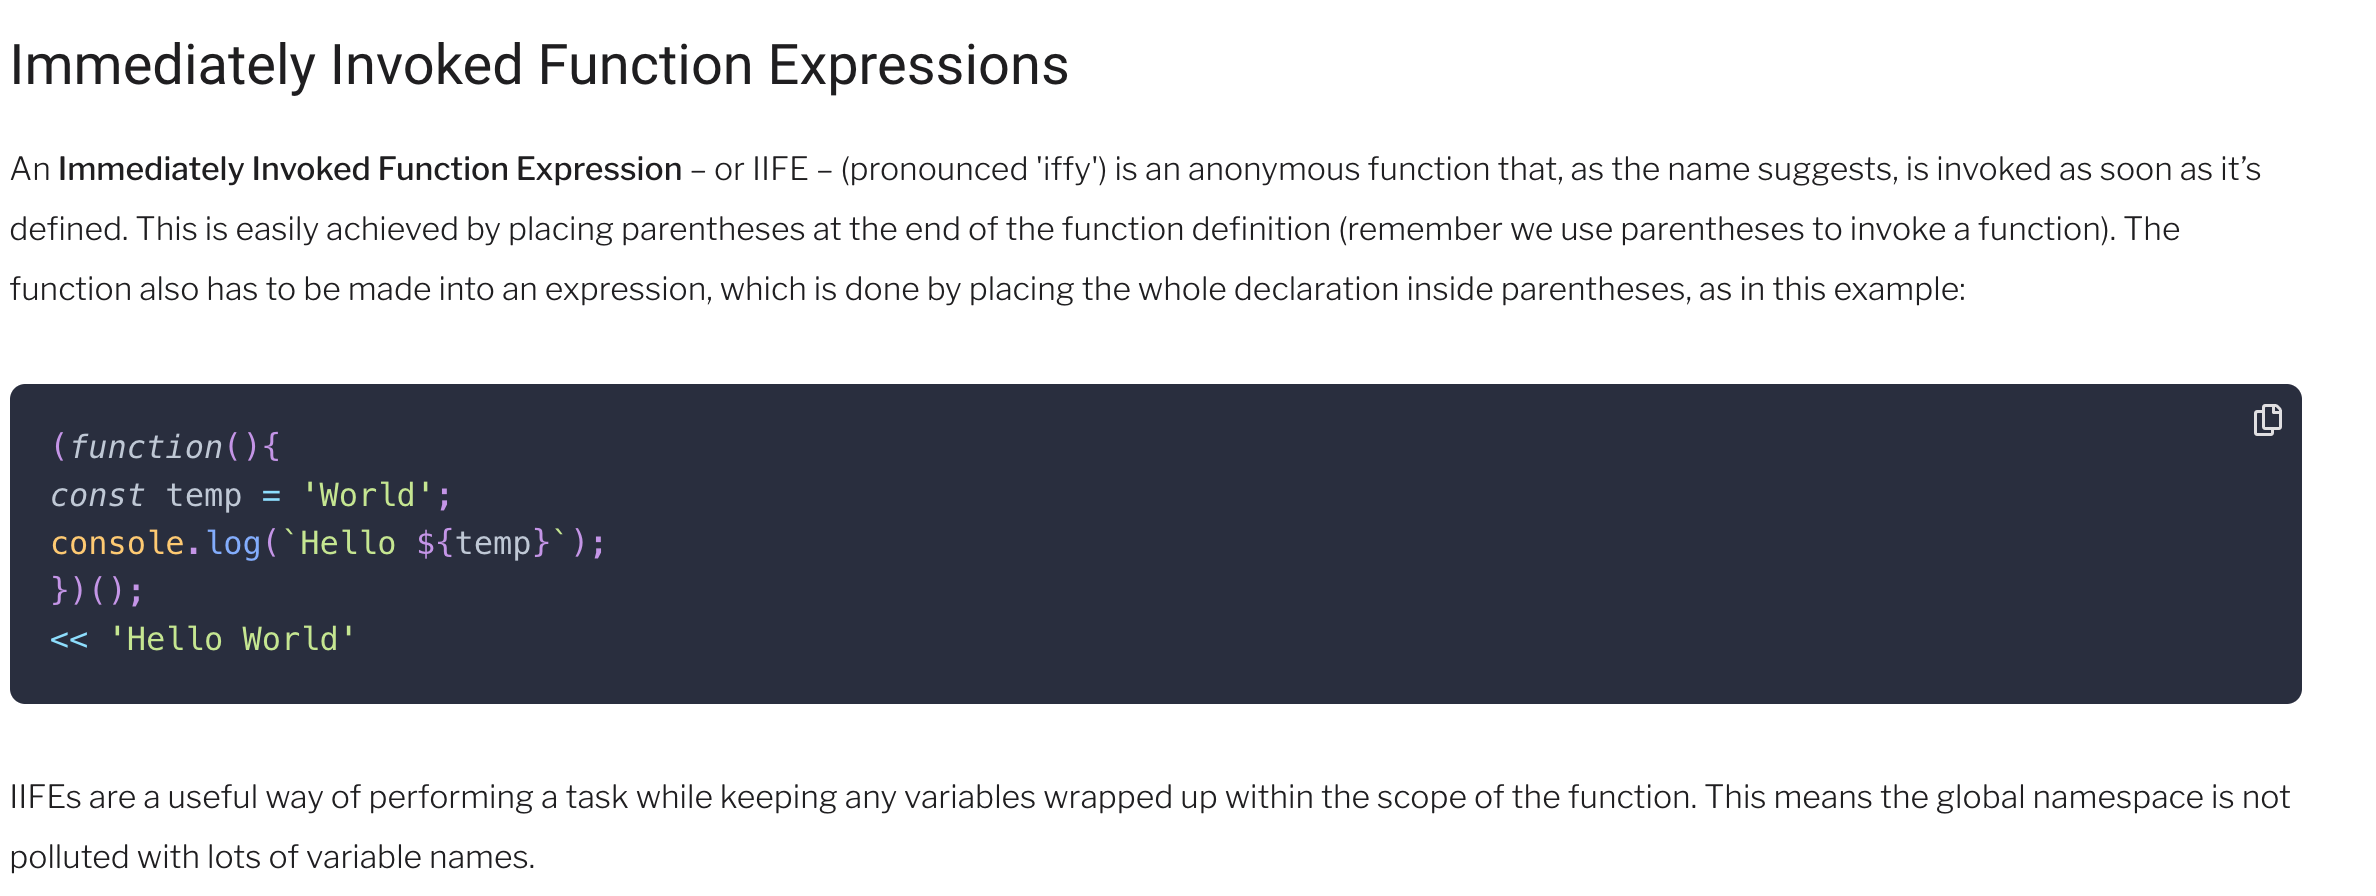 Immediately Invoked Function Expressions
An Immediately Invoked Function Expression – or IIFE – (pronounced 'iffy') is an anonymous function that, as the name suggests, is invoked as soon as it’s
defined. This is easily achieved by placing parentheses at the end of the function definition (remember we use parentheses to invoke a function). The
function also has to be made into an expression, which is done by placing the whole declaration inside parentheses, as in this example:
(function(){
const temp = 'World';
console.log(`Hello ${temp}`);
})();
<< 'Hello World'
IIFEs are a useful way of performing a task while keeping any variables wrapped up within the scope of the function. This means the global namespace is not
polluted with lots of variable names.